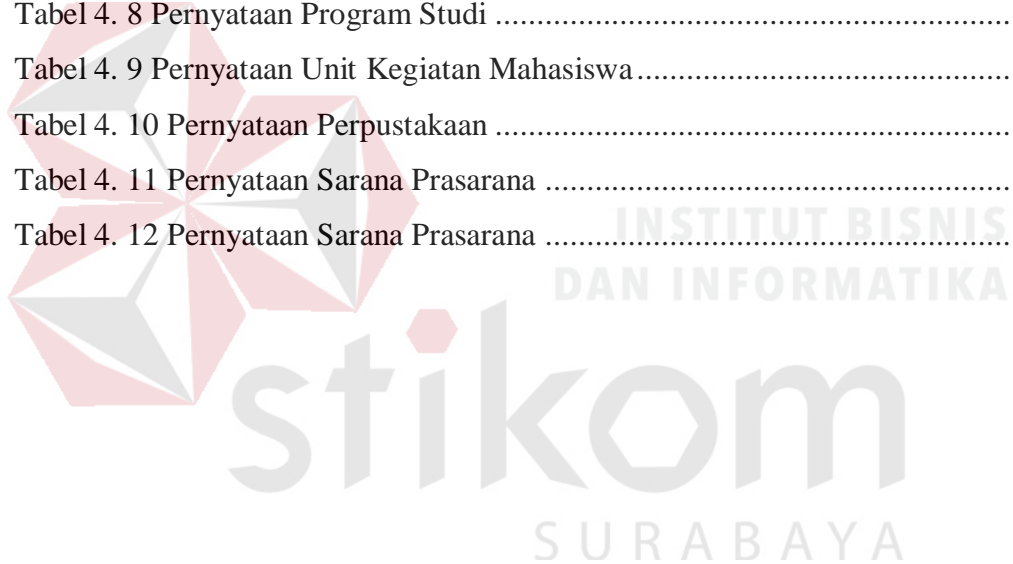 Tabel 4. 8 Pernyataan Program Studi ...............................................................
Tabel 4. 9 Pernyataan Unit Kegiatan Mahasiswa..............................................
Tabel 4. 10 Pernyataan Perpustakaan ...............................................................
Tabel 4. 11 Pernyataan Sarana Prasarana .........................................................
Tabel 4. 12 Pernyataan Sarana Prasarana .........................................................
INSTITUT BISNIS
DAN INFORMATIKA
stikom
SURABAYA